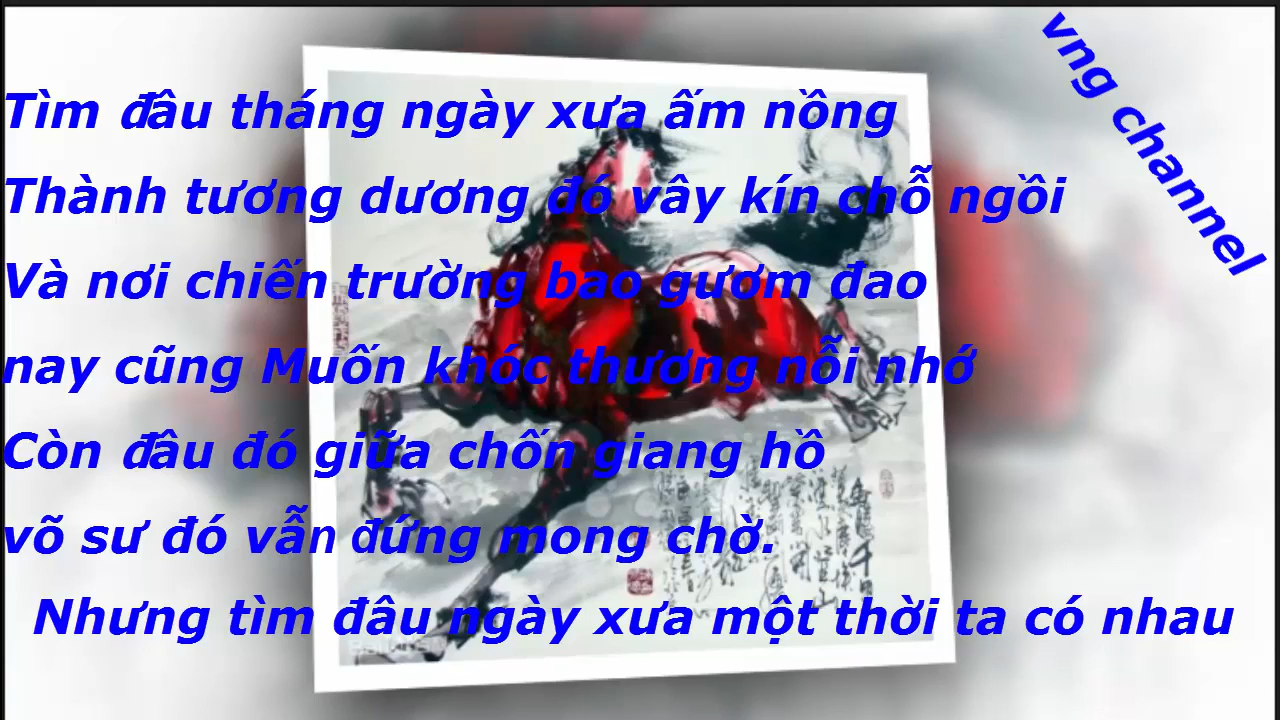 vng channel
Tìm đâu tháng ngày xưa ấm nồng
Thành tương dương đó vây kín chỗ ngồi
Và nơi chiến trường bao gươm đao
nay cũng Muốn khóc thương nỗi nhớ
Còn đâu đó giữa chốn giang hồ
võ sư đó vẫn đứng mong chờ.
Nhưng tìm đâu ngày xưa một thời ta có nhau